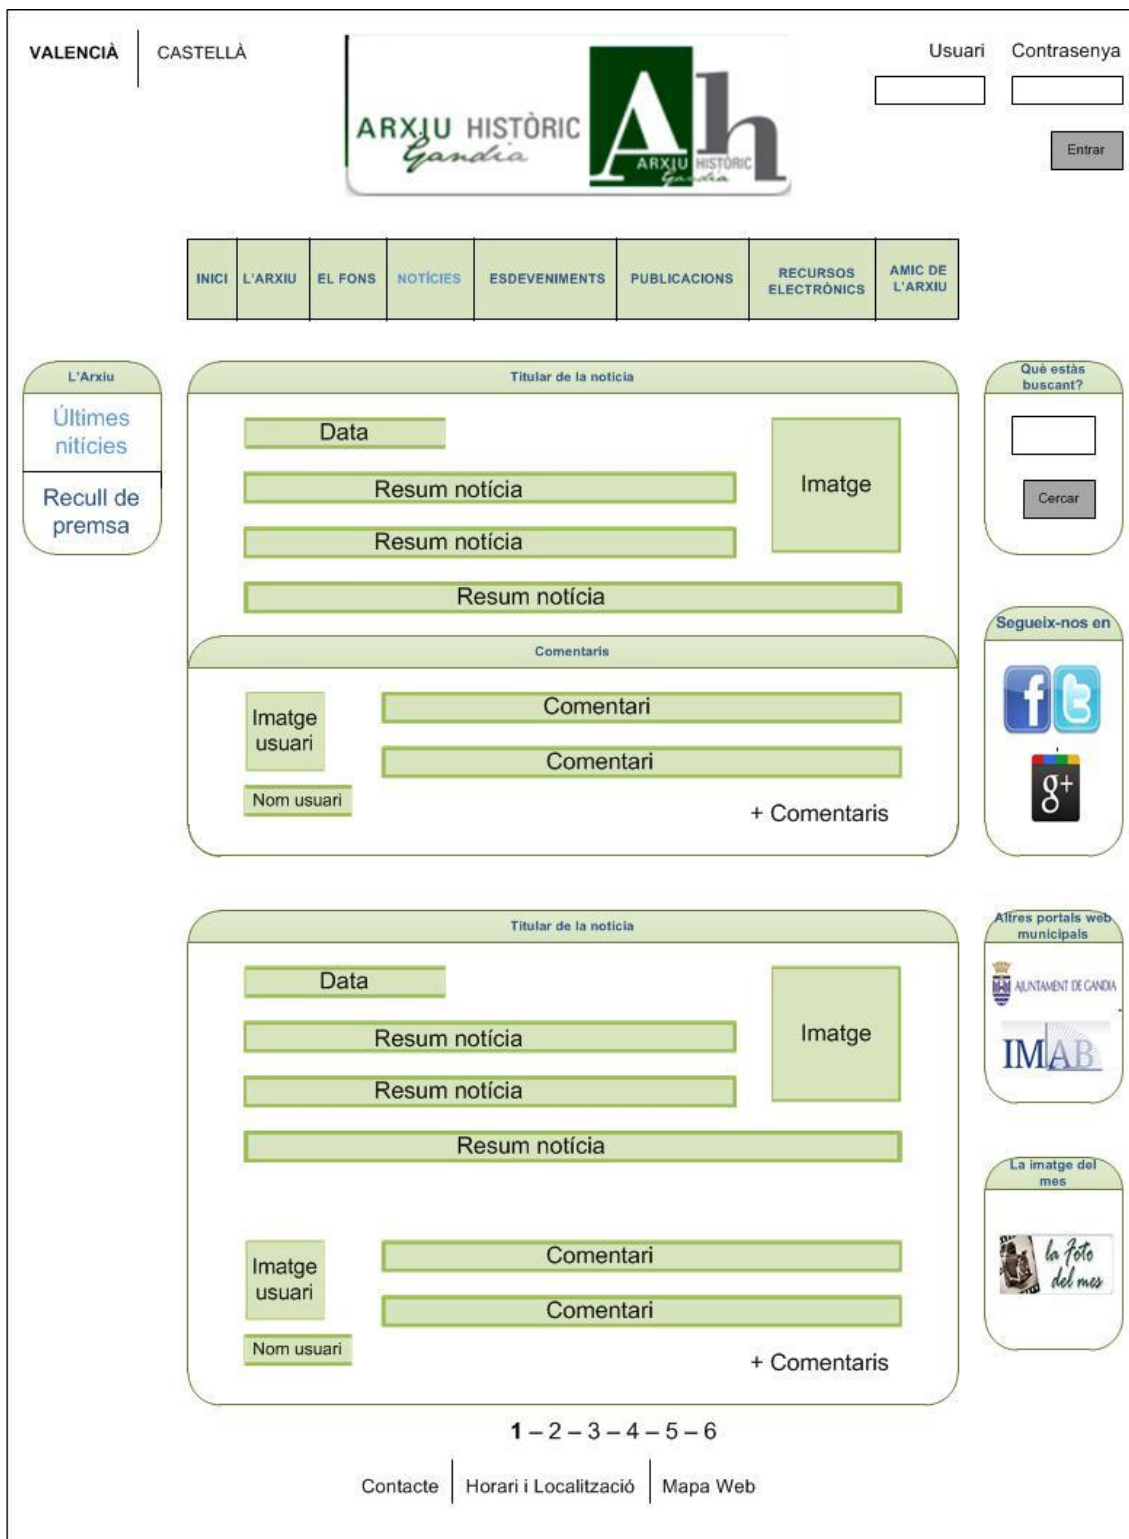 VALENCIÀ
CASTELLÀ
ARXIU HISTÒRIC
Gandia
Ah
ARXIU HISTÒRIC
Gandia
Usuari
Contrasenya
Entrar
INICI
L'ARXIU
EL FONS
NOTÍCIES
ESDEVENIMENTS
PUBLICACIONS
RECURSOS
ELECTRÒNICS
AMIC DE
L'ARXIU
L'Arxiu
Últimes
nitícies
Recull de
premsa
Titular de la noticia
Data
Resum notícia
Resum notícia
Resum notícia
Imatge
Comentaris
Imatge
usuari
Nom usuari
Comentari
Comentari
+ Comentaris
Què estàs
buscant?
Cercar
Segueix-nos en
f
t
g+
Titular de la noticia
Data
Resum notícia
Resum notícia
Resum notícia
Imatge
Imatge
usuari
Nom usuari
Comentari
Comentari
+ Comentaris
Altres portals web
municipals
AJUNTAMENT DE GANDIA
IMAB
La imatge del
mes
la Foto
del mes
1 – 2 – 3 – 4 – 5 – 6
Contacte
Horari i Localització
Mapa Web